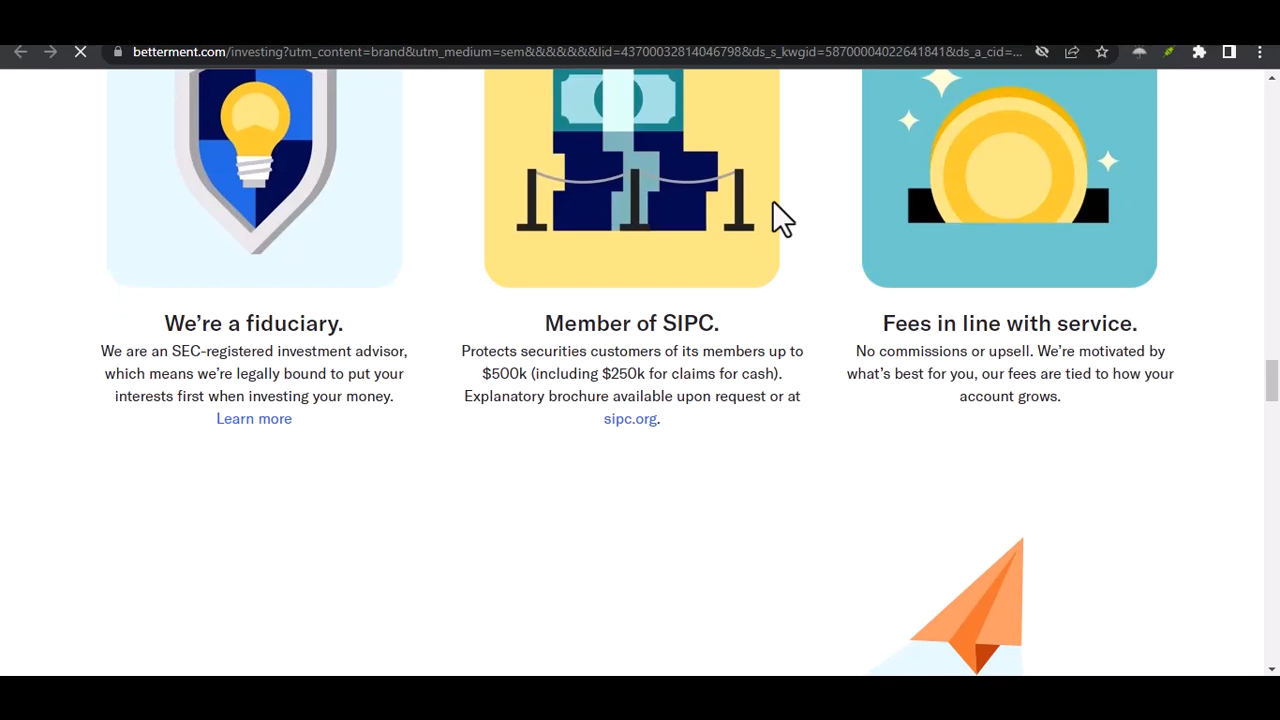 betterment.com/investing?utm_content=brand&utm_medium=sem&&&&&&&lid=43700032814046798&ds_s_kwgid=58700004022641841&ds_a_cid=...
We're a fiduciary.
We are an SEC-registered investment advisor,
which means we're legally bound to put your
interests first when investing your money.
Learn more
Member of SIPC.
Protects securities customers of its members up to
$500k (including $250k for claims for cash).
Explanatory brochure available upon request or at
sipc.org.
Fees in line with service.
No commissions or upsell. We're motivated by
what's best for you, our fees are tied to how your
account grows.